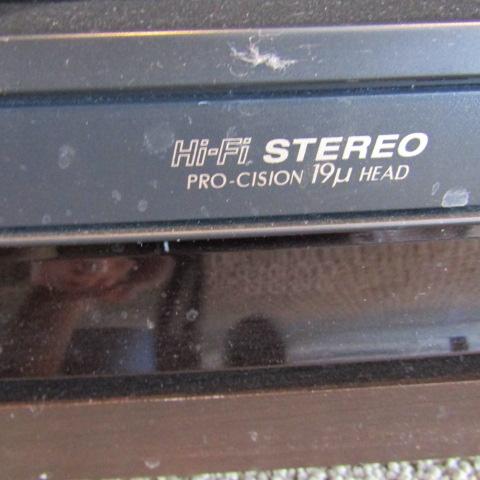 Hi-Fi STEREO
PRO-CISION 19μ HEAD